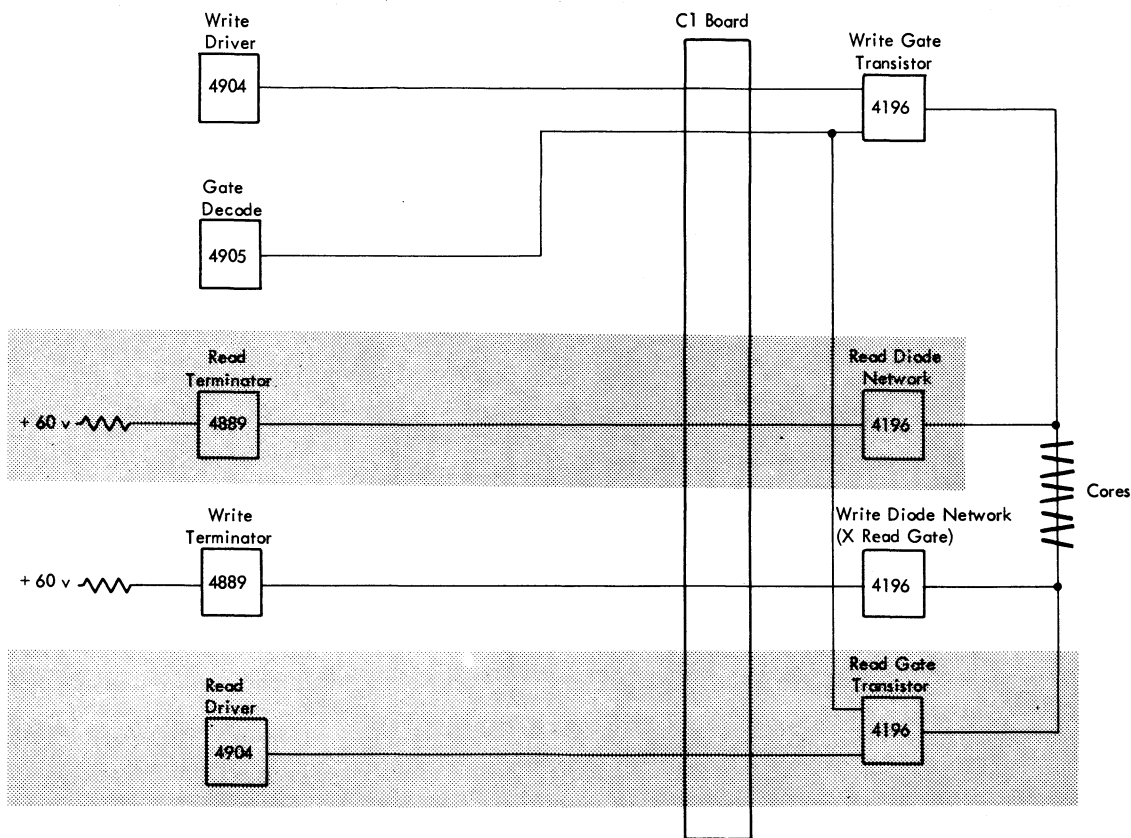 C1 Board
Write
Driver
4904
Write Gate
Transistor
4196
Gate
Decode
4905
Read
Terminator
+ 60 v
4889
Read Diode
Network
4196
Cores
Write
Terminator
+ 60 v
4889
Write Diode Network
(X Read Gate)
4196
Read
Driver
4904
Read Gate
Transistor
4196